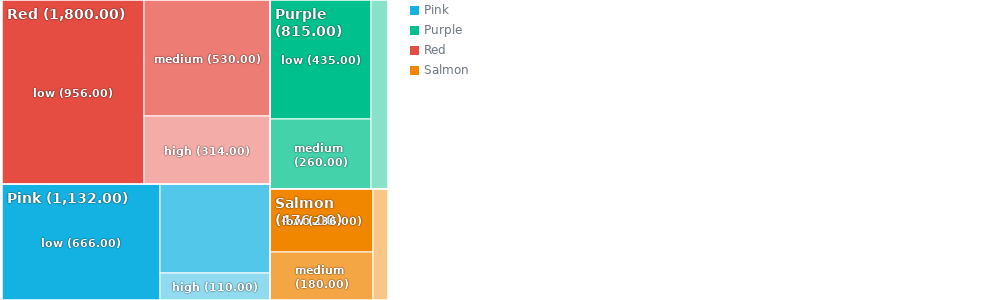 Red (1,800.00)
low (956.00)
medium (530.00)
high (314.00)
Purple
(815.00)
low (435.00)
medium
(260.00)
Pink (1,132.00)
low (666.00)
high (110.00)
Salmon
(476.00)
low (236.00)
medium
(180.00)
Pink
Purple
Red
Salmon